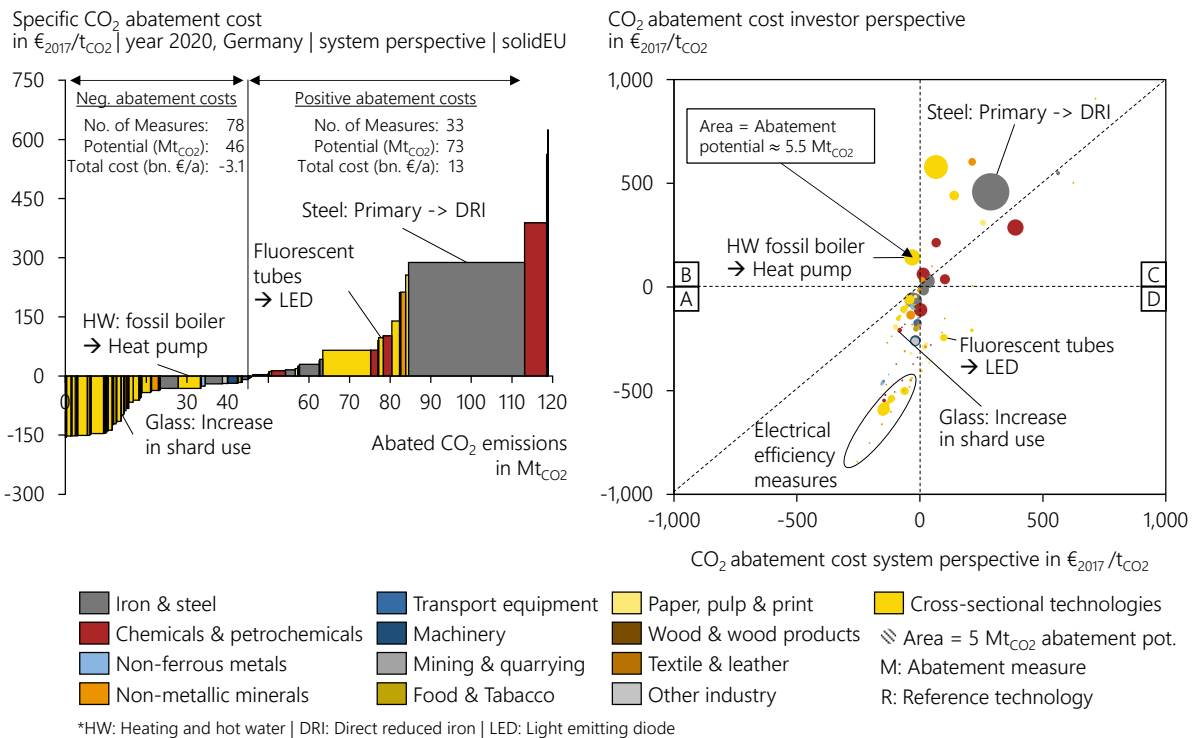 Specific CO2 abatement cost
in €2017/tCO2 | year 2020, Germany | system perspective | solidEU
750
600
450
300
150
0
-150
-300
Neg. abatement costs
No. of Measures: 78
Potential (MtCO2): 46
Total cost (bn. €/a): -3.1
Positive abatement costs
No. of Measures: 33
Potential (MtCO2): 73
Total cost (bn. €/a): 13
Steel: Primary -> DRI
Fluorescent
tubes
→ LED
HW: fossil boiler
→ Heat pump
0 30 40 50 60 70 80 90 100 110 120
Glass: Increase
in shard use
Abated CO2 emissions
in MtCO2
CO2 abatement cost investor perspective
in €2017/tCO2
1,000
500
0
-500
-1,000
Steel: Primary -> DRI
Area = Abatement
potential ≈ 5.5 MtCO2
HW fossil boiler
→ Heat pump
B
A
C
D
Fluorescent tubes
→ LED
Glass: Increase
in shard use
Electrical
efficiency
measures
-1,000 -500 0 500 1,000
CO2 abatement cost system perspective in €2017/tCO2
Iron & steel
Chemicals & petrochemicals
Non-ferrous metals
Non-metallic minerals
Transport equipment
Machinery
Mining & quarrying
Food & Tabacco
Paper, pulp & print
Wood & wood products
Textile & leather
Other industry
Cross-sectional technologies
Area = 5 MtCO2 abatement pot.
M: Abatement measure
R: Reference technology
*HW: Heating and hot water | DRI: Direct reduced iron | LED: Light emitting diode